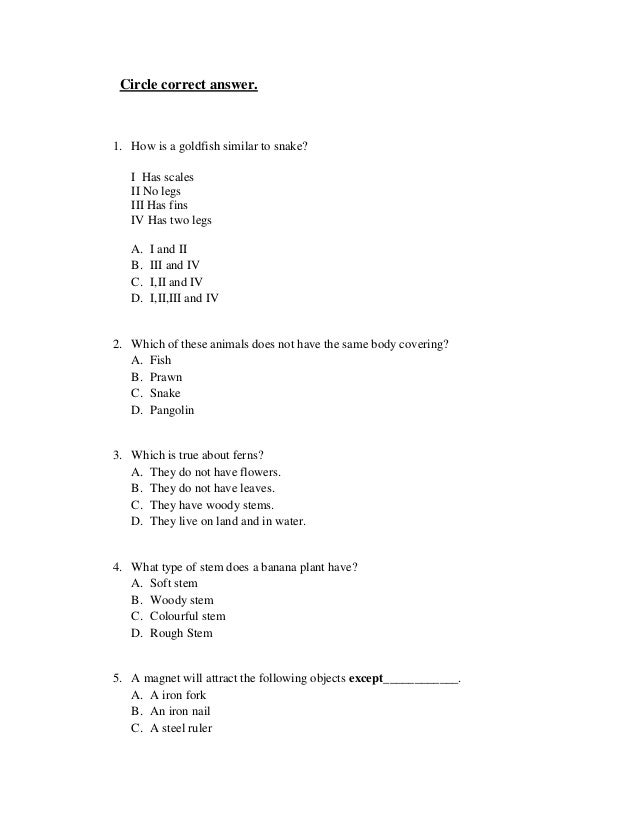 Circle correct answer.
1. How is a goldfish similar to snake?
I Has scales
II No legs
III Has fins
IV Has two legs
A. I and II
B. III and IV
C. I,II and IV
D. I,II,III and IV
2. Which of these animals does not have the same body covering?
A. Fish
B. Prawn
C. Snake
D. Pangolin
3. Which is true about ferns?
A. They do not have flowers.
B. They do not have leaves.
C. They have woody stems.
D. They live on land and in water.
4. What type of stem does a banana plant have?
A. Soft stem
B. Woody stem
C. Colourful stem
D. Rough Stem
5. A magnet will attract the following objects except____________.
A. A iron fork
B. An iron nail
C. A steel ruler